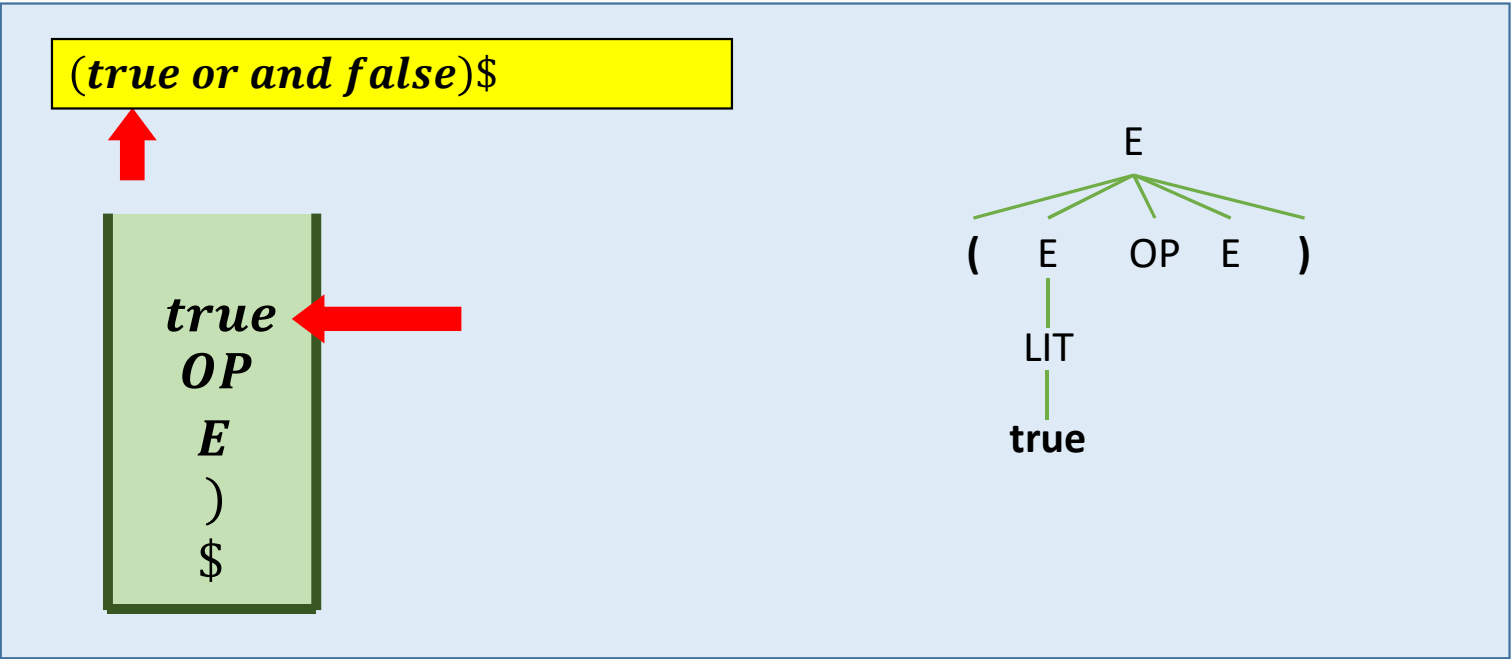 (true or and false)$
true
OP
E
)
$
E
( E OP E )
LIT
true